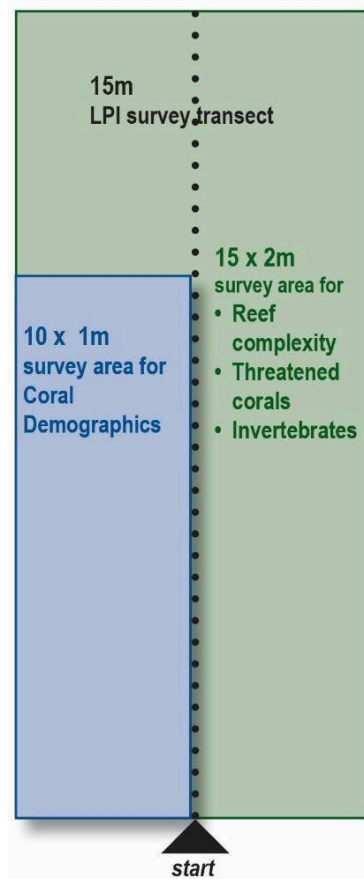 15m
LPI survey transect
15 x 2m
survey area for
• Reef
complexity
• Threatened
corals
• Invertebrates
10 x 1m
survey area for
Coral
Demographics
start